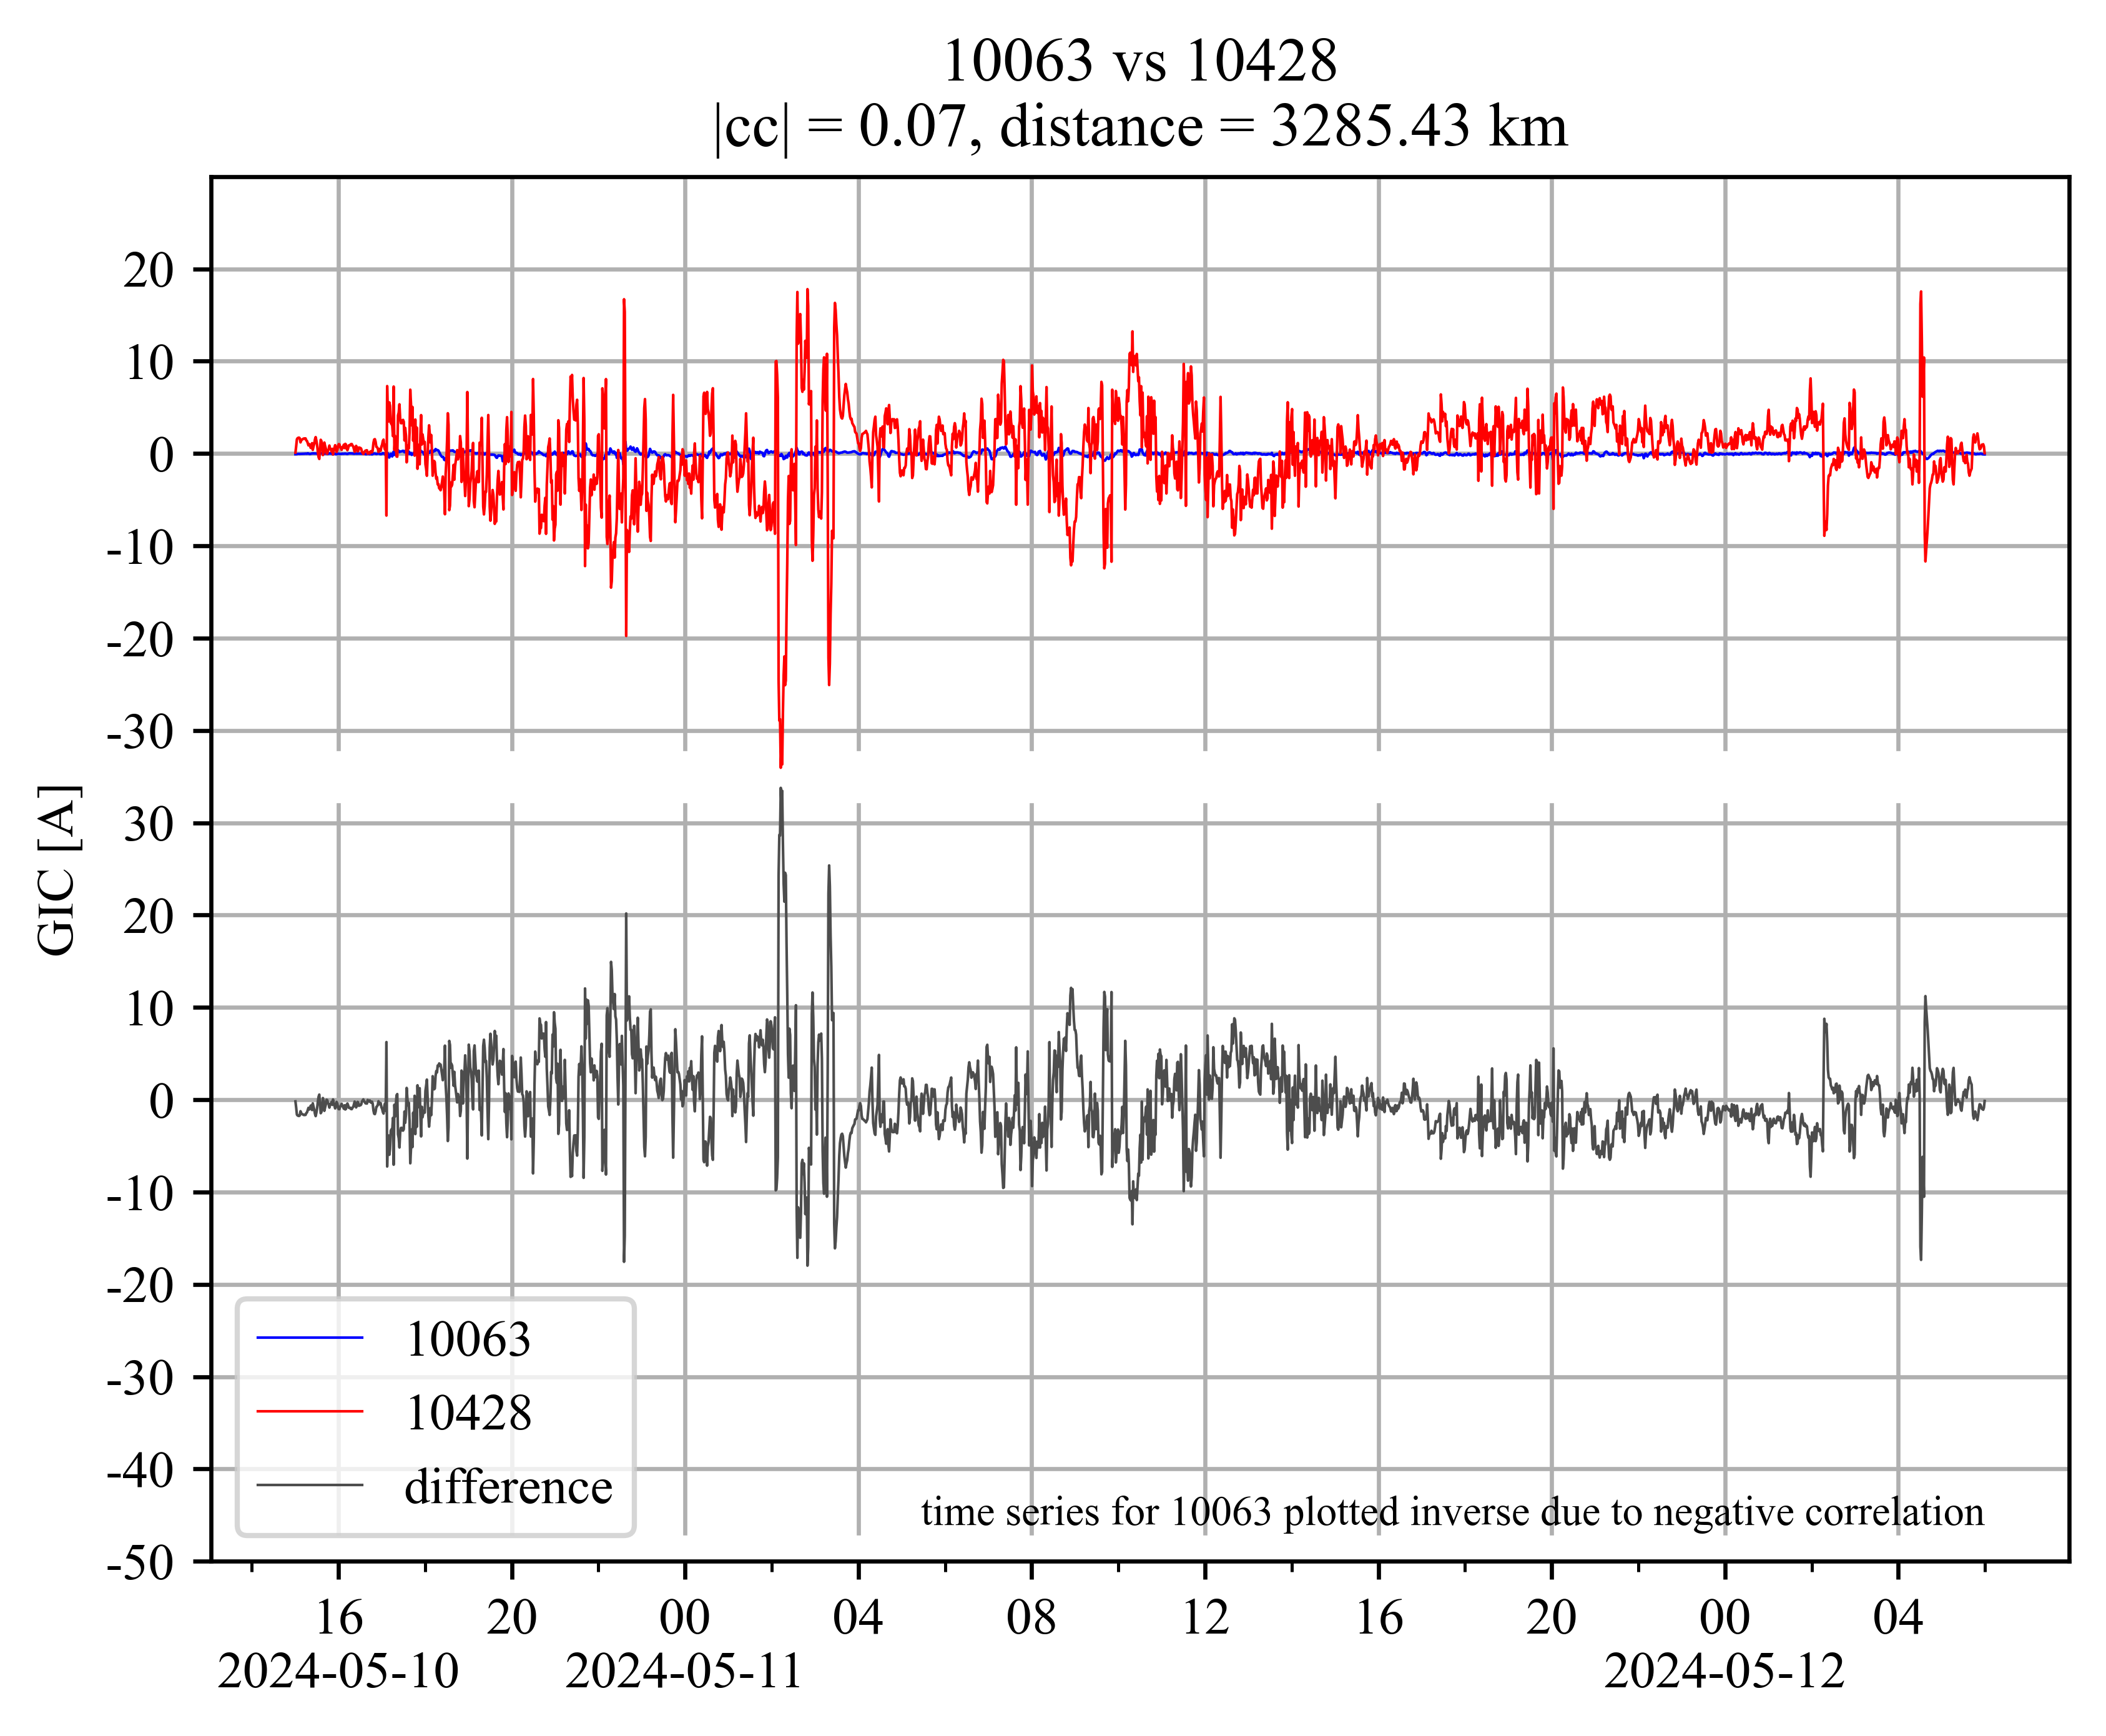 10063 vs 10428
|cc| = 0.07, distance = 3285.43 km
GIC [A]
20
10
0
-10
-20
-30
30
20
10
0
-10
-20
-30
-40
-50
10063
10428
difference
time series for 10063 plotted inverse due to negative correlation
16 20 00 04 08 12 16 20 00 04
2024-05-10 2024-05-11 2024-05-12